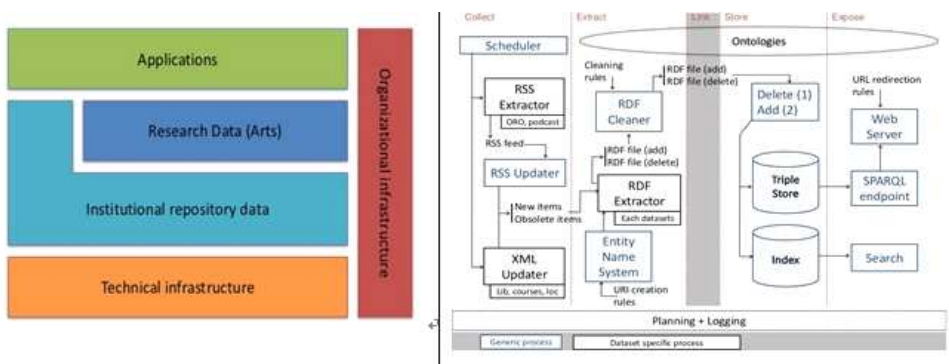 Applications
Research Data (Arts)
Institutional repository data
Technical infrastructure
Organizational infrastructure
Collect
Extract
Link
Store
Expose
Scheduler
Ontologies
RSS
Extractor
ORO, podcast
RSS feed
RSS Updater
New items
Obsolete items
XML
Updater
Lib, courses, loc
Cleaning
rules
RDF
Cleaner
RDF file (add)
RDF file (delete)
RDF file (add)
RDF file (delete)
RDF
Extractor
Each datasets
Entity
Name
System
URI creation
rules
Delete (1)
Add (2)
Triple
Store
Index
URL redirection
rules
Web
Server
SPARQL
endpoint
Search
Planning + Logging
Generic process
Dataset specific process